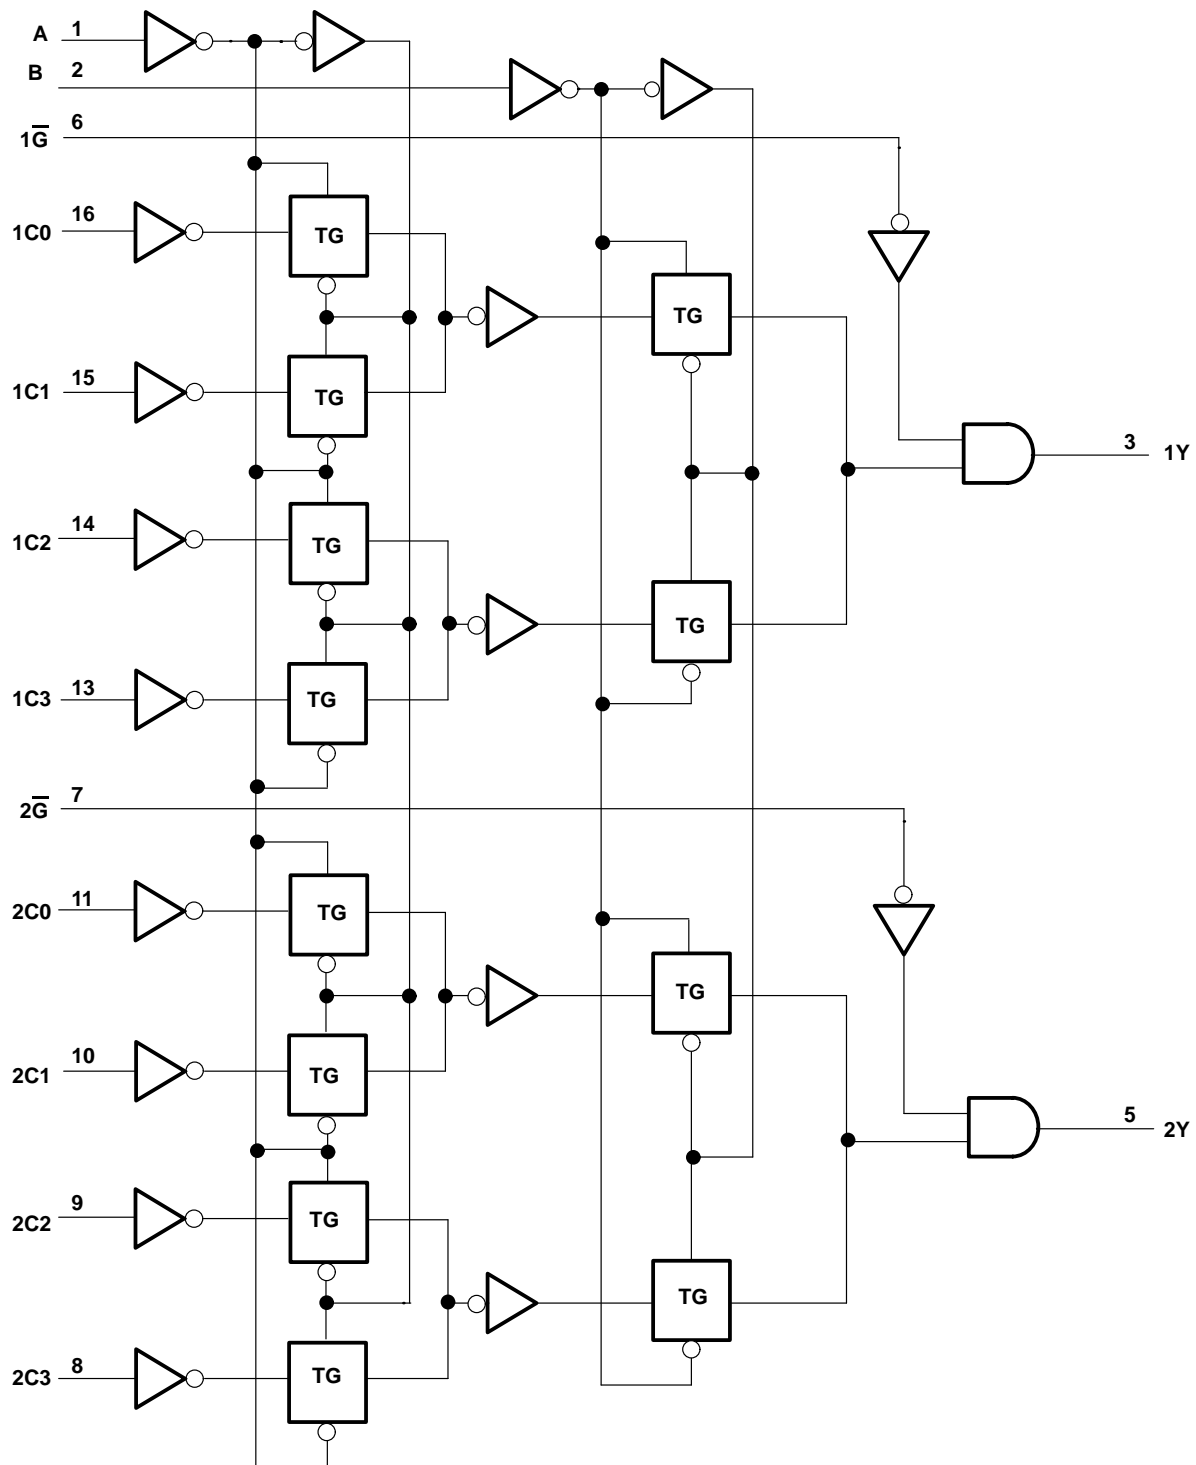 A 1
B 2
1G̅ 6
1C0 16 TG
TG
1C1 15 TG
3 1Y
1C2 14 TG
TG
1C3 13 TG
2G̅ 7
2C0 11 TG
TG
2C1 10 TG
5 2Y
2C2 9 TG
TG
2C3 8 TG